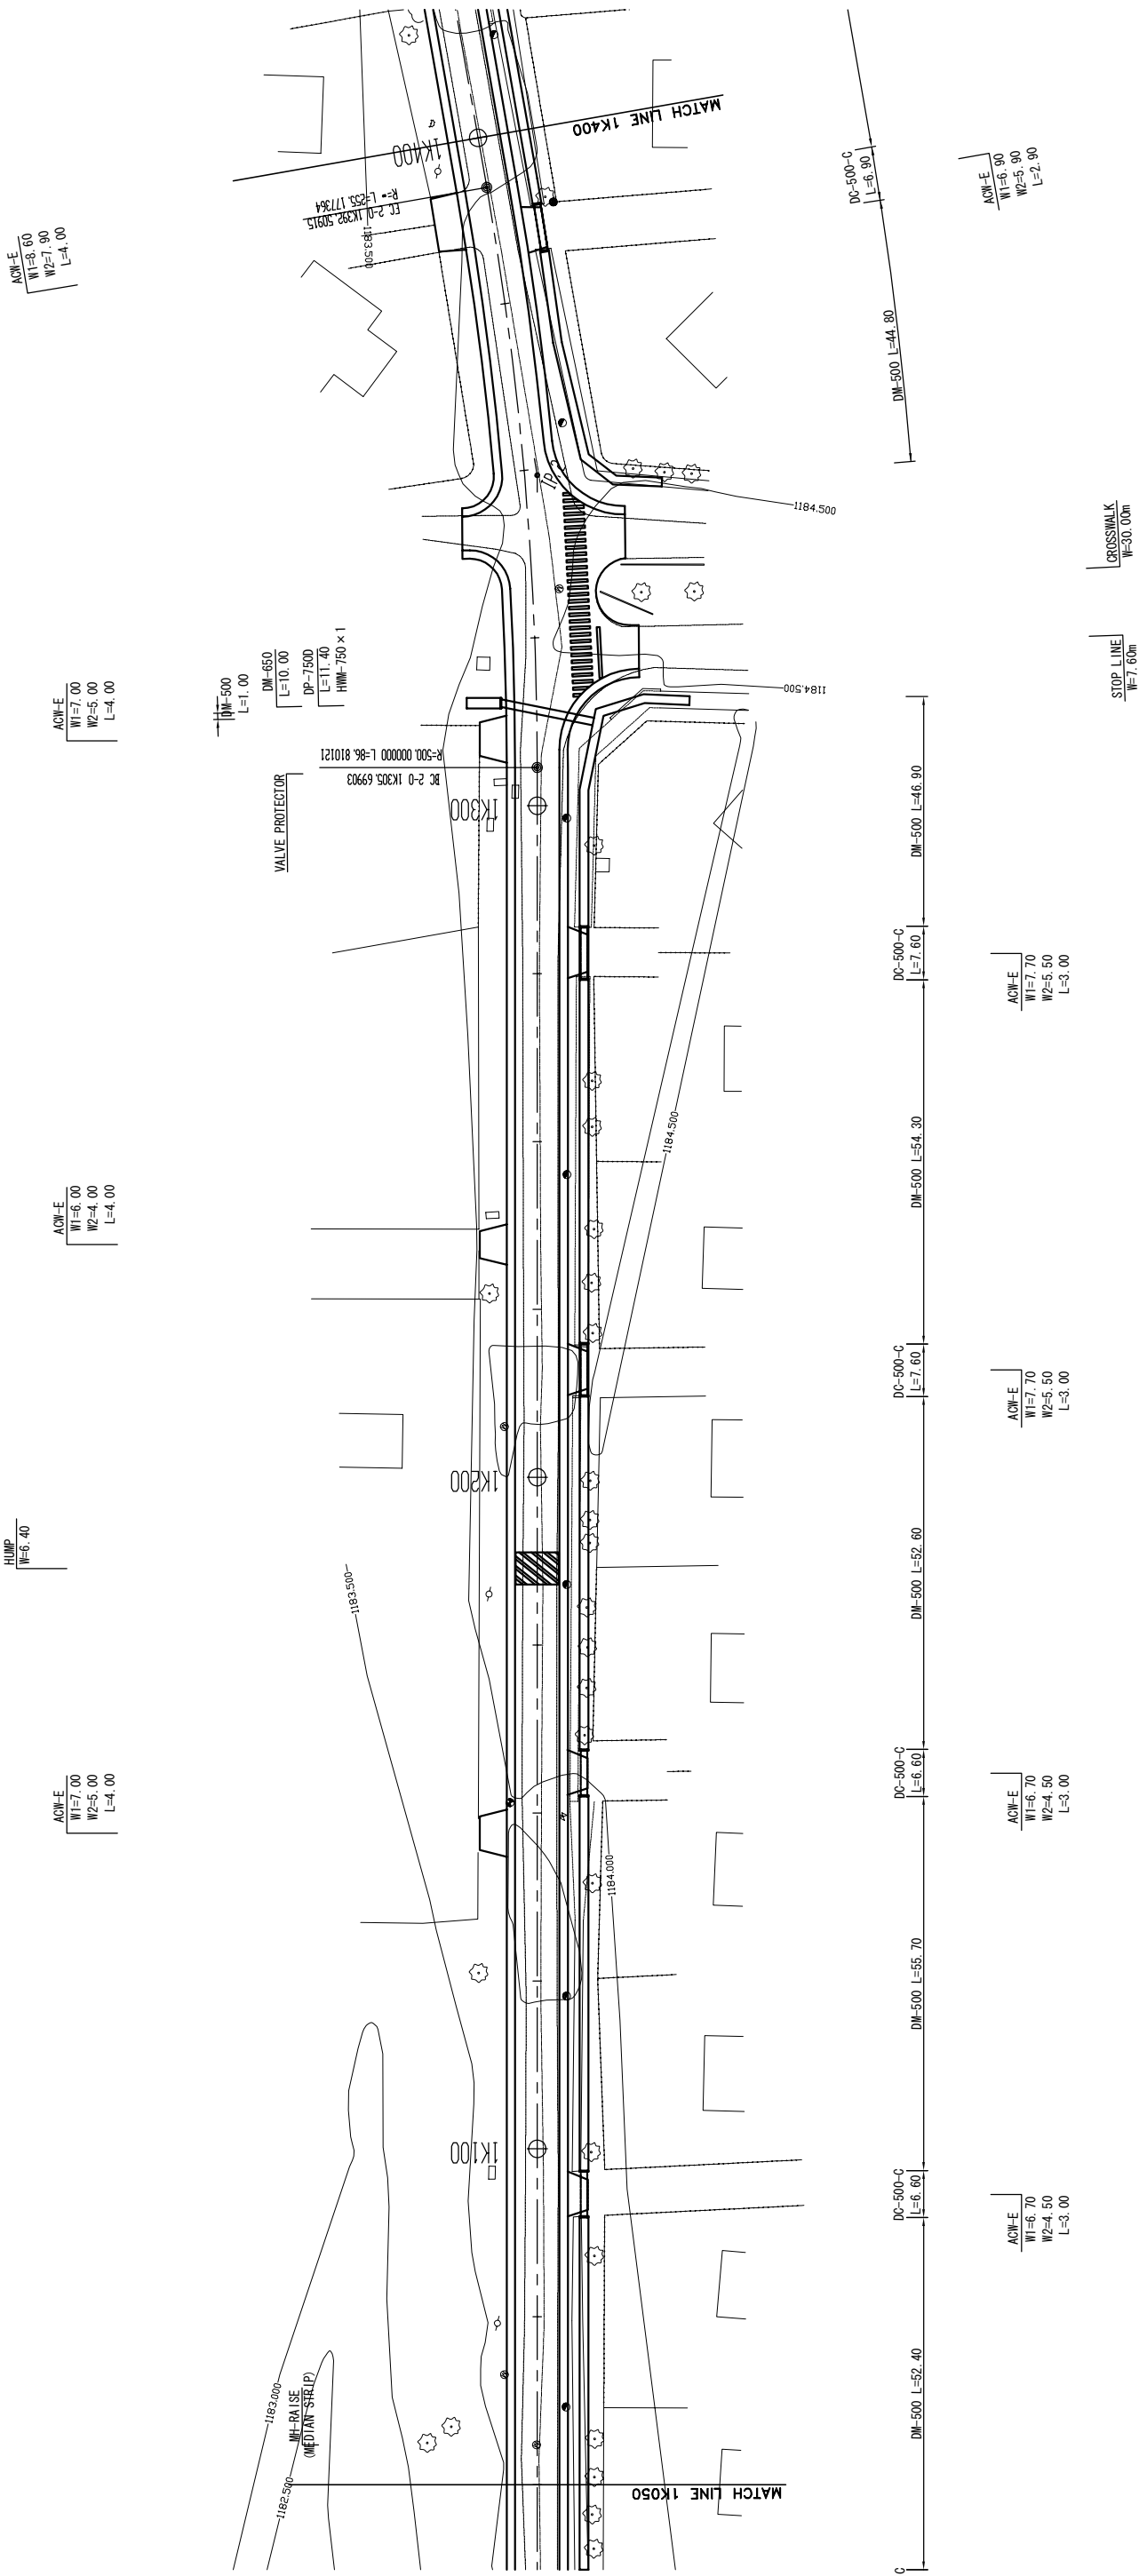 MATCH LINE 1K400
1K400
EC 2-0 1K392.50915
R=∞ L=255.177364
1183.500
DC-500-C
L=6.90
ACW-E
W1=6.90
W2=5.90
L=2.90
ACW-E
W1=8.60
W2=7.90
L=4.00
DM-500 L=44.80
IP.2
1184.500
CROSSWALK
W=30.00m
STOP LINE
W=7.60m
ACW-E
W1=7.00
W2=5.00
L=4.00
DM-500
L=1.00
DM-650
L=10.00
DP-750D
L=11.40
HWM-750×1
1184.500
VALVE PROTECTOR
BC 2-0 1K305.69903
R=500.000000 L=86.810121
1K300
DM-500 L=46.90
DC-500-C
L=7.60
ACW-E
W1=7.70
W2=5.50
L=3.00
1184.500
DM-500 L=54.30
ACW-E
W1=6.00
W2=4.00
L=4.00
DC-500-C
L=7.60
ACW-E
W1=7.70
W2=5.50
L=3.00
1K200
HUMP
W=6.40
1183.500
DM-500 L=52.60
DC-500-C
L=6.60
ACW-E
W1=6.70
W2=4.50
L=3.00
ACW-E
W1=7.00
W2=5.00
L=4.00
1184.000
DM-500 L=55.70
1K100
DC-500-C
L=6.60
ACW-E
W1=6.70
W2=4.50
L=3.00
1183.000
MH-RAISE
(MEDIAN STRIP)
1182.500
DM-500 L=52.40
MATCH LINE 1K050
C